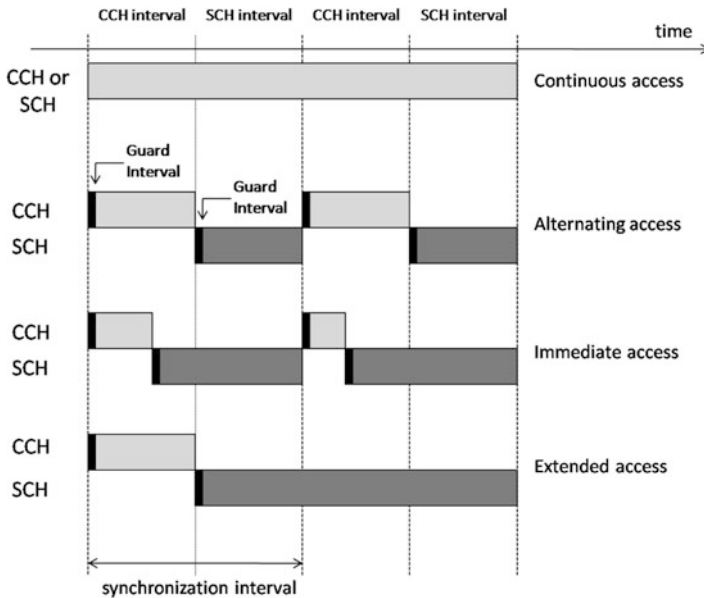 CCH interval SCH interval CCH interval SCH interval
time
CCH or
SCH
Continuous access
Guard
Interval
Guard
Interval
CCH
SCH
Alternating access
CCH
SCH
Immediate access
CCH
SCH
Extended access
synchronization interval